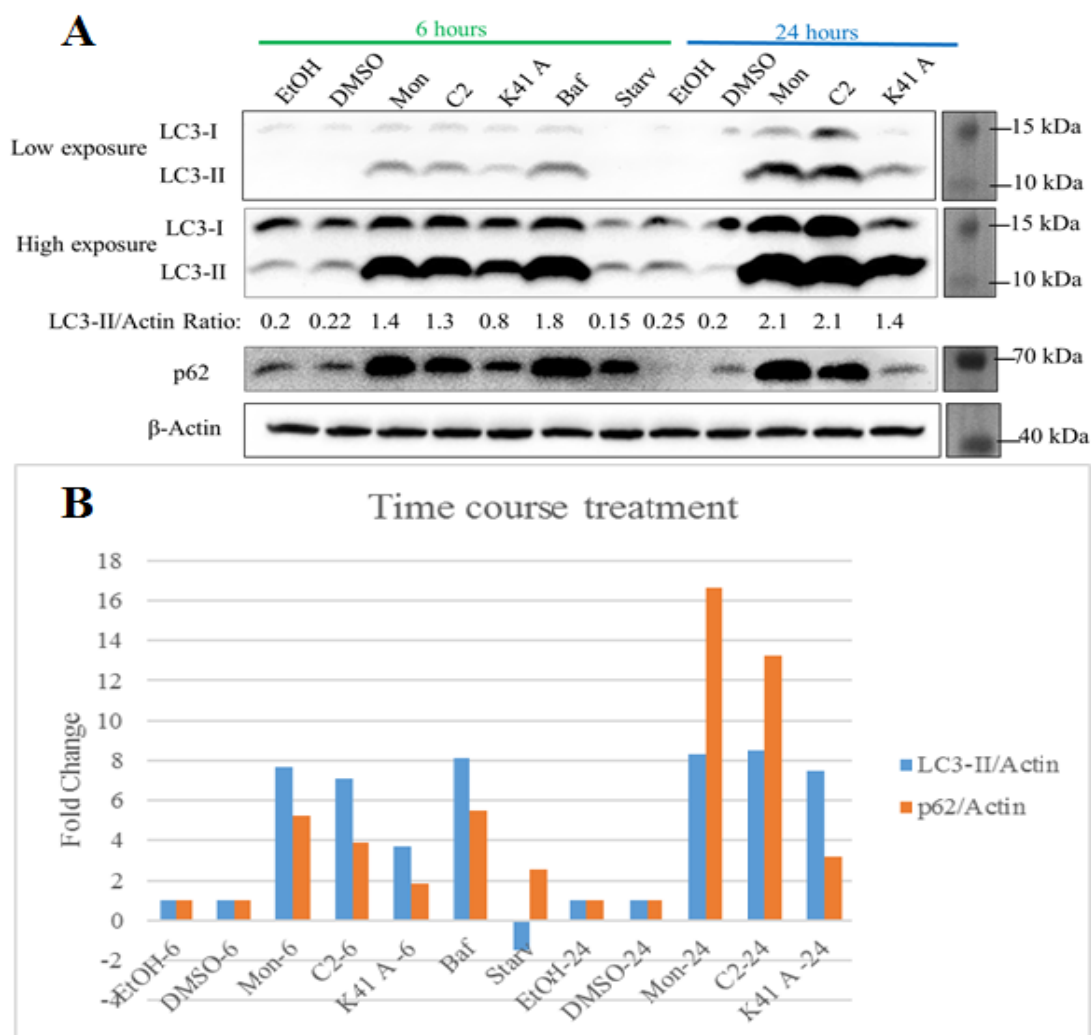 A
6 hours
24 hours
EtOH DMSO Mon C2 K41 A Baf Starv EtOH DMSO Mon C2 K41 A
Low exposure
LC3-I
LC3-II
15 kDa
10 kDa
High exposure
LC3-I
LC3-II
15 kDa
10 kDa
LC3-II/Actin Ratio: 0.2 0.22 1.4 1.3 0.8 1.8 0.15 0.25 0.2 2.1 2.1 1.4
p62
70 kDa
β-Actin
40 kDa
B
Time course treatment
Fold Change
18
16
14
12
10
8
6
4
2
0
-2
-4
EtOH-6 DMSO-6 Mon-6 C2-6 K41 A -6 Baf Starv EtOH-24 DMSO-24 Mon-24 C2-24 K41 A -24
LC3-II/Actin
p62/Actin